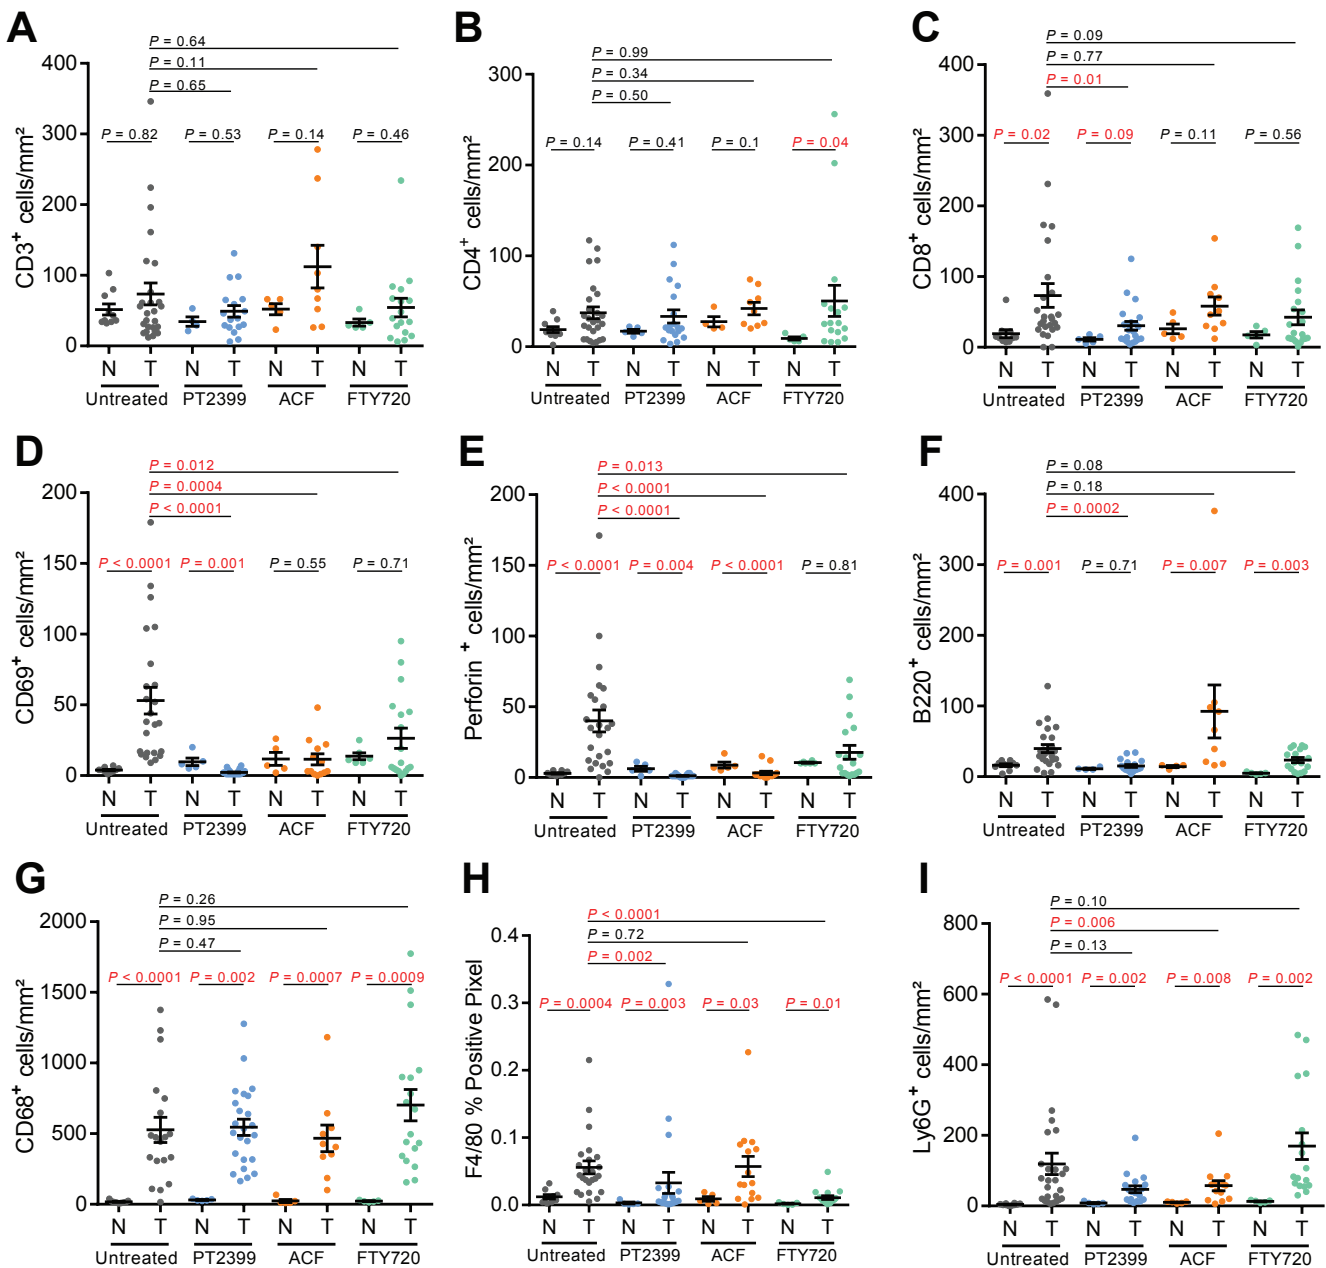 A
P = 0.64
P = 0.11
P = 0.65
P = 0.82 P = 0.53 P = 0.14 P = 0.46
CD3⁺ cells/mm²
400
300
200
100
0
N T N T N T N T
Untreated PT2399 ACF FTY720
B
P = 0.99
P = 0.34
P = 0.50
P = 0.14 P = 0.41 P = 0.1 P = 0.04
CD4⁺ cells/mm²
300
200
100
0
N T N T N T N T
Untreated PT2399 ACF FTY720
C
P = 0.09
P = 0.77
P = 0.01
P = 0.02 P = 0.09 P = 0.11 P = 0.56
CD8⁺ cells/mm²
400
300
200
100
0
N T N T N T N T
Untreated PT2399 ACF FTY720
D
P = 0.012
P = 0.0004
P < 0.0001
P < 0.0001 P = 0.001 P = 0.55 P = 0.71
CD69⁺ cells/mm²
200
150
100
50
0
N T N T N T N T
Untreated PT2399 ACF FTY720
E
P = 0.013
P < 0.0001
P < 0.0001
P < 0.0001 P = 0.004 P < 0.0001 P = 0.81
Perforin ⁺ cells/mm²
200
150
100
50
0
N T N T N T N T
Untreated PT2399 ACF FTY720
F
P = 0.08
P = 0.18
P = 0.0002
P = 0.001 P = 0.71 P = 0.007 P = 0.003
B220⁺ cells/mm²
400
300
200
100
0
N T N T N T N T
Untreated PT2399 ACF FTY720
G
P = 0.26
P = 0.95
P = 0.47
P < 0.0001 P = 0.002 P = 0.0007 P = 0.0009
CD68⁺ cells/mm²
2000
1500
1000
500
0
N T N T N T N T
Untreated PT2399 ACF FTY720
H
P < 0.0001
P = 0.72
P = 0.002
P = 0.0004 P = 0.003 P = 0.03 P = 0.01
F4/80 % Positive Pixel
0.4
0.3
0.2
0.1
0.0
N T N T N T N T
Untreated PT2399 ACF FTY720
I
P = 0.10
P = 0.006
P = 0.13
P < 0.0001 P = 0.002 P = 0.008 P = 0.002
Ly6G⁺ cells/mm²
800
600
400
200
0
N T N T N T N T
Untreated PT2399 ACF FTY720